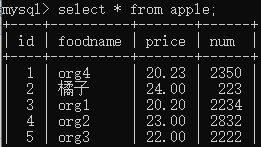 mysql> select * from apple;
+----+----------+-------+------+
| id | foodname | price | num  |
+----+----------+-------+------+
|  1 | org4     | 20.23 | 2350 |
|  2 | 橘子     | 24.00 |  223 |
|  3 | org1     | 20.20 | 2234 |
|  4 | org2     | 23.00 | 2832 |
|  5 | org3     | 22.00 | 2222 |